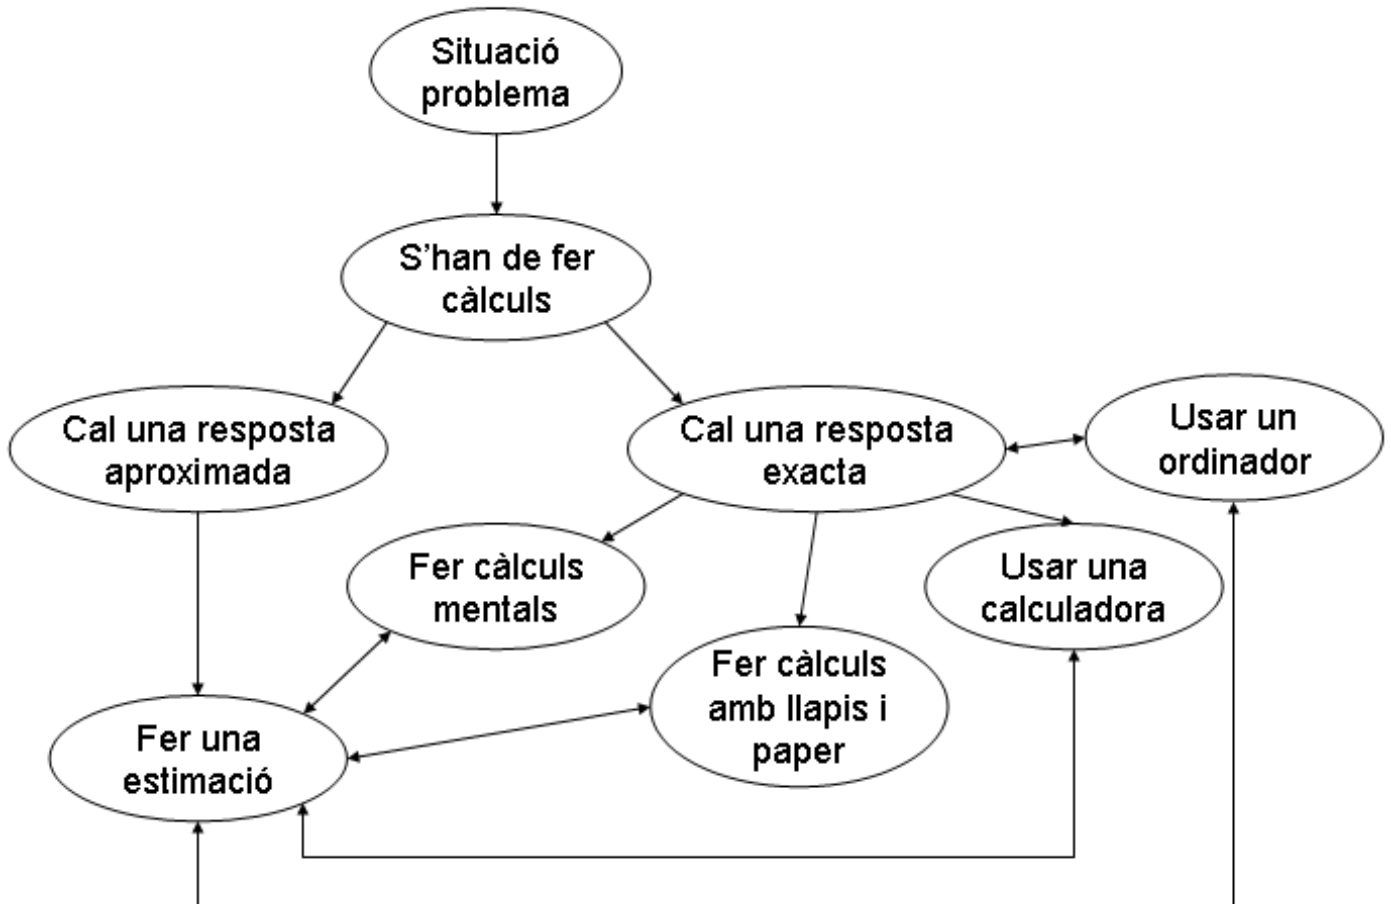 Situació
problema
S'han de fer
càlculs
Cal una resposta
aproximada
Cal una resposta
exacta
Usar un
ordinador
Fer càlculs
mentals
Usar una
calculadora
Fer càlculs
amb llapis i
paper
Fer una
estimació